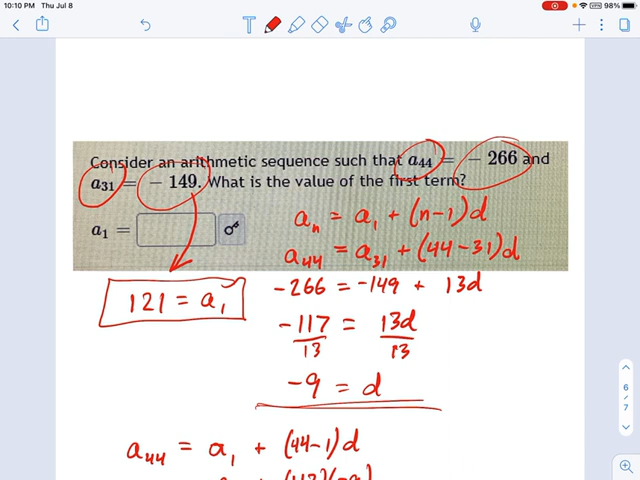 10:10 PM Thu Jul 8
98%
Consider an arithmetic sequence such that a₄₄ = − 266 and
a₃₁ = − 149. What is the value of the first term?
a₁ =
aₙ = a₁ + (n−1)d
a₄₄ = a₃₁ + (44−31)d
-266 = -149 + 13d
121 = a₁
-117 = 13d
13 13
-9 = d
a₄₄ = a₁ + (44-1)d
6
/
7